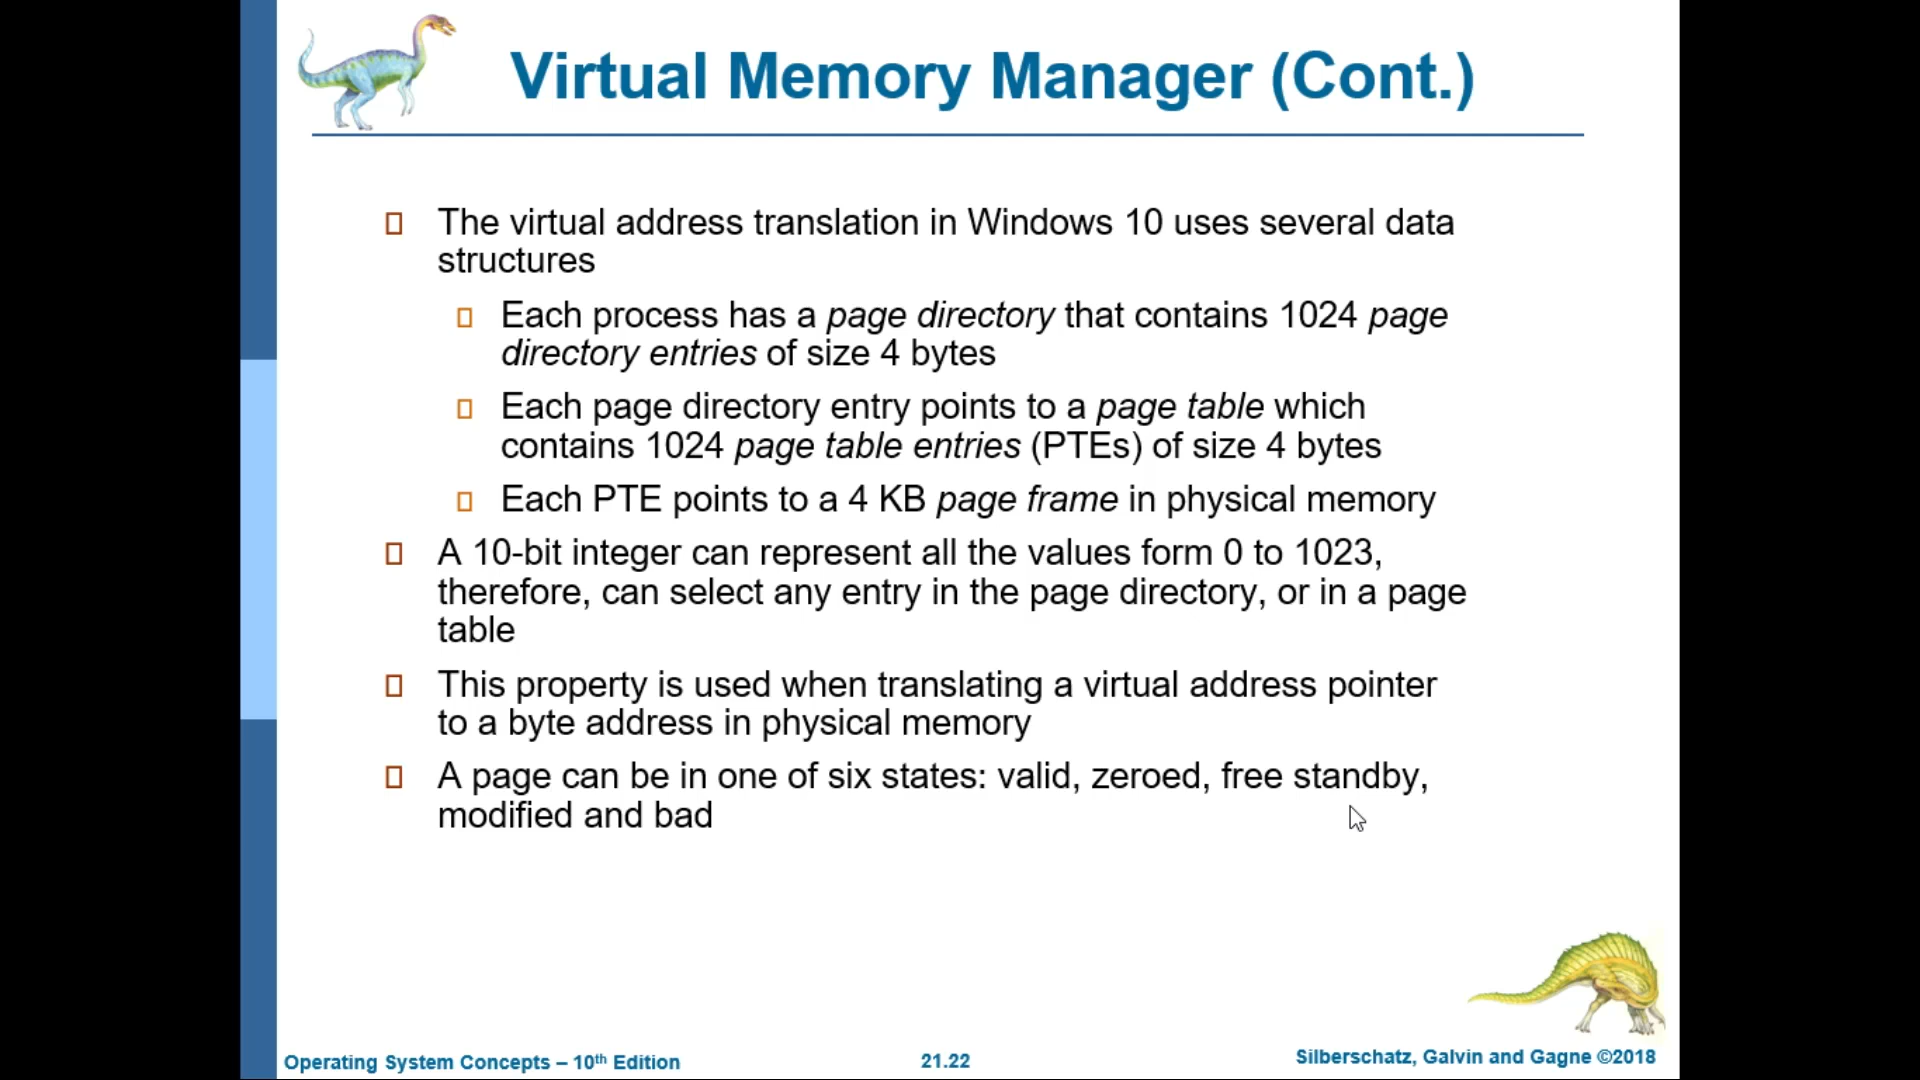 Virtual Memory Manager (Cont.)
The virtual address translation in Windows 10 uses several data
structures
Each process has a page directory that contains 1024 page
directory entries of size 4 bytes
Each page directory entry points to a page table which
contains 1024 page table entries (PTEs) of size 4 bytes
Each PTE points to a 4 KB page frame in physical memory
A 10-bit integer can represent all the values form 0 to 1023,
therefore, can select any entry in the page directory, or in a page
table
This property is used when translating a virtual address pointer
to a byte address in physical memory
A page can be in one of six states: valid, zeroed, free standby,
modified and bad
Operating System Concepts – 10th Edition
21.22
Silberschatz, Galvin and Gagne ©2018